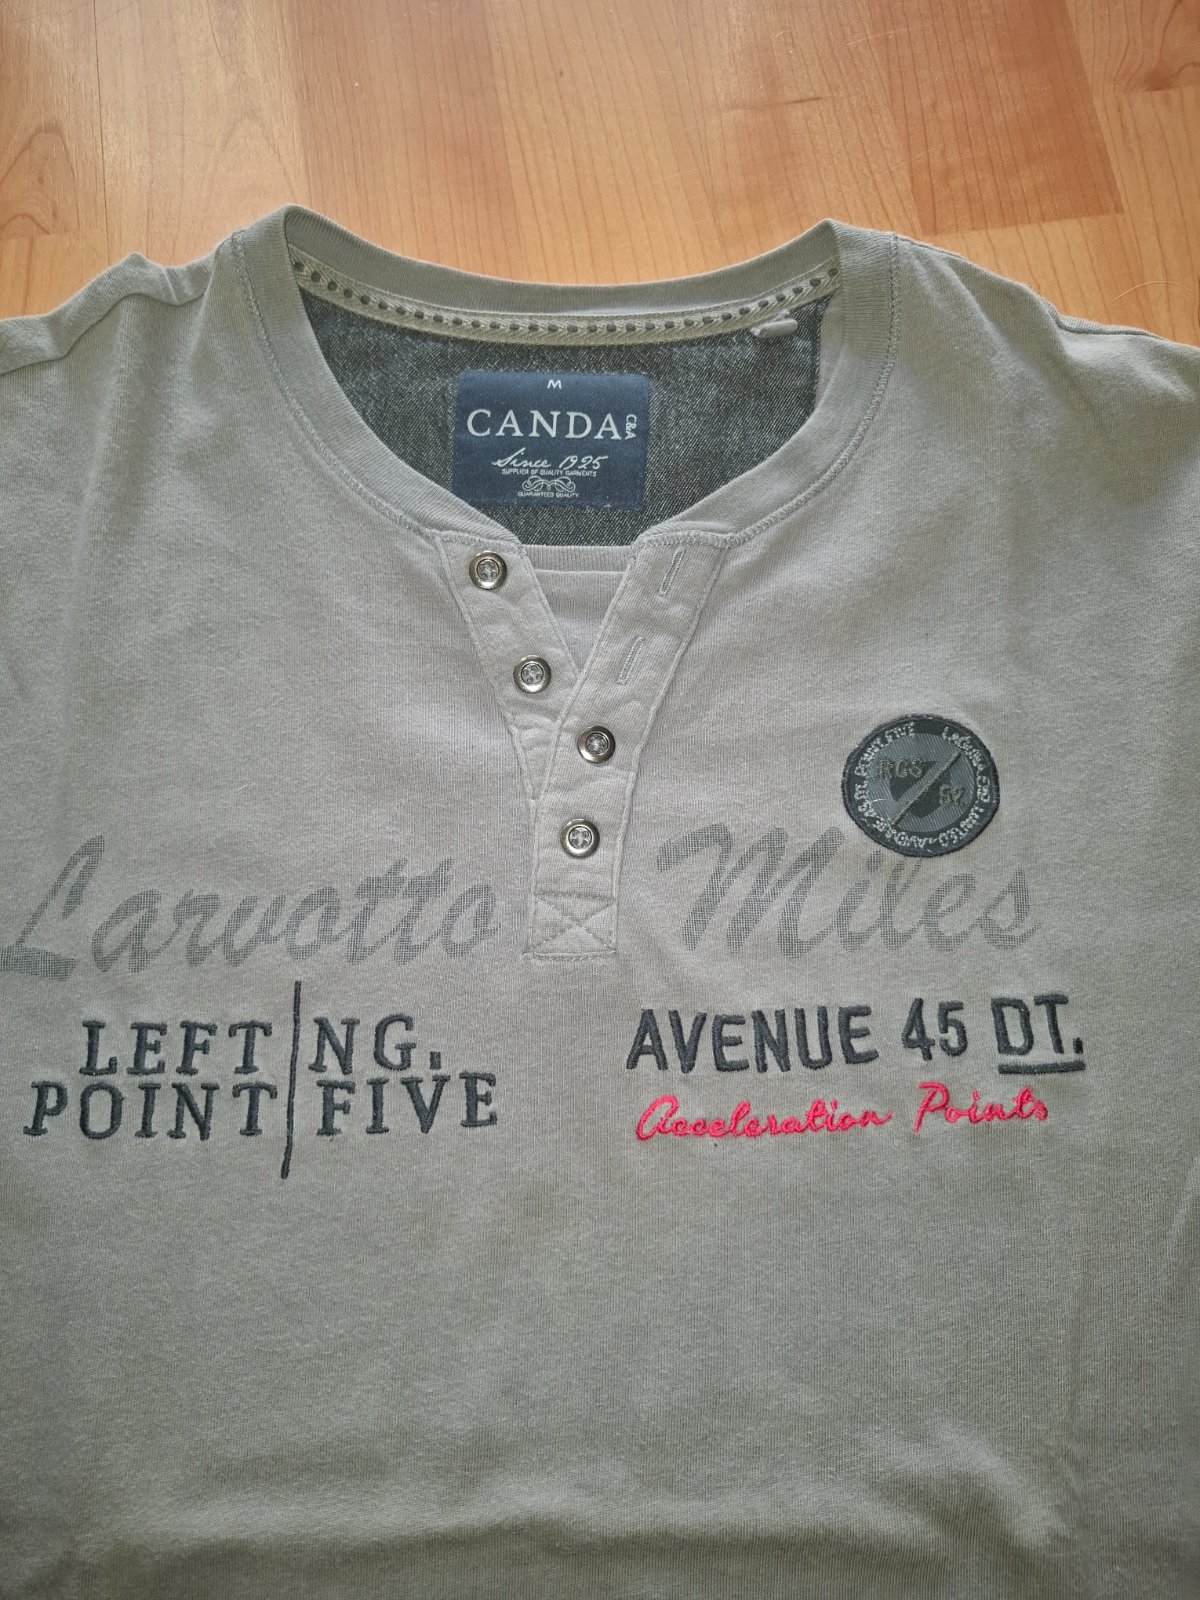 M
CANDA
C&A
Since 1925
SUPPLIER OF QUALITY GARMENTS
GUARANTEED QUALITY
RCS
Larvotto Miles
LEFT NG.
POINT FIVE
AVENUE 45 DT.
Acceleration Points